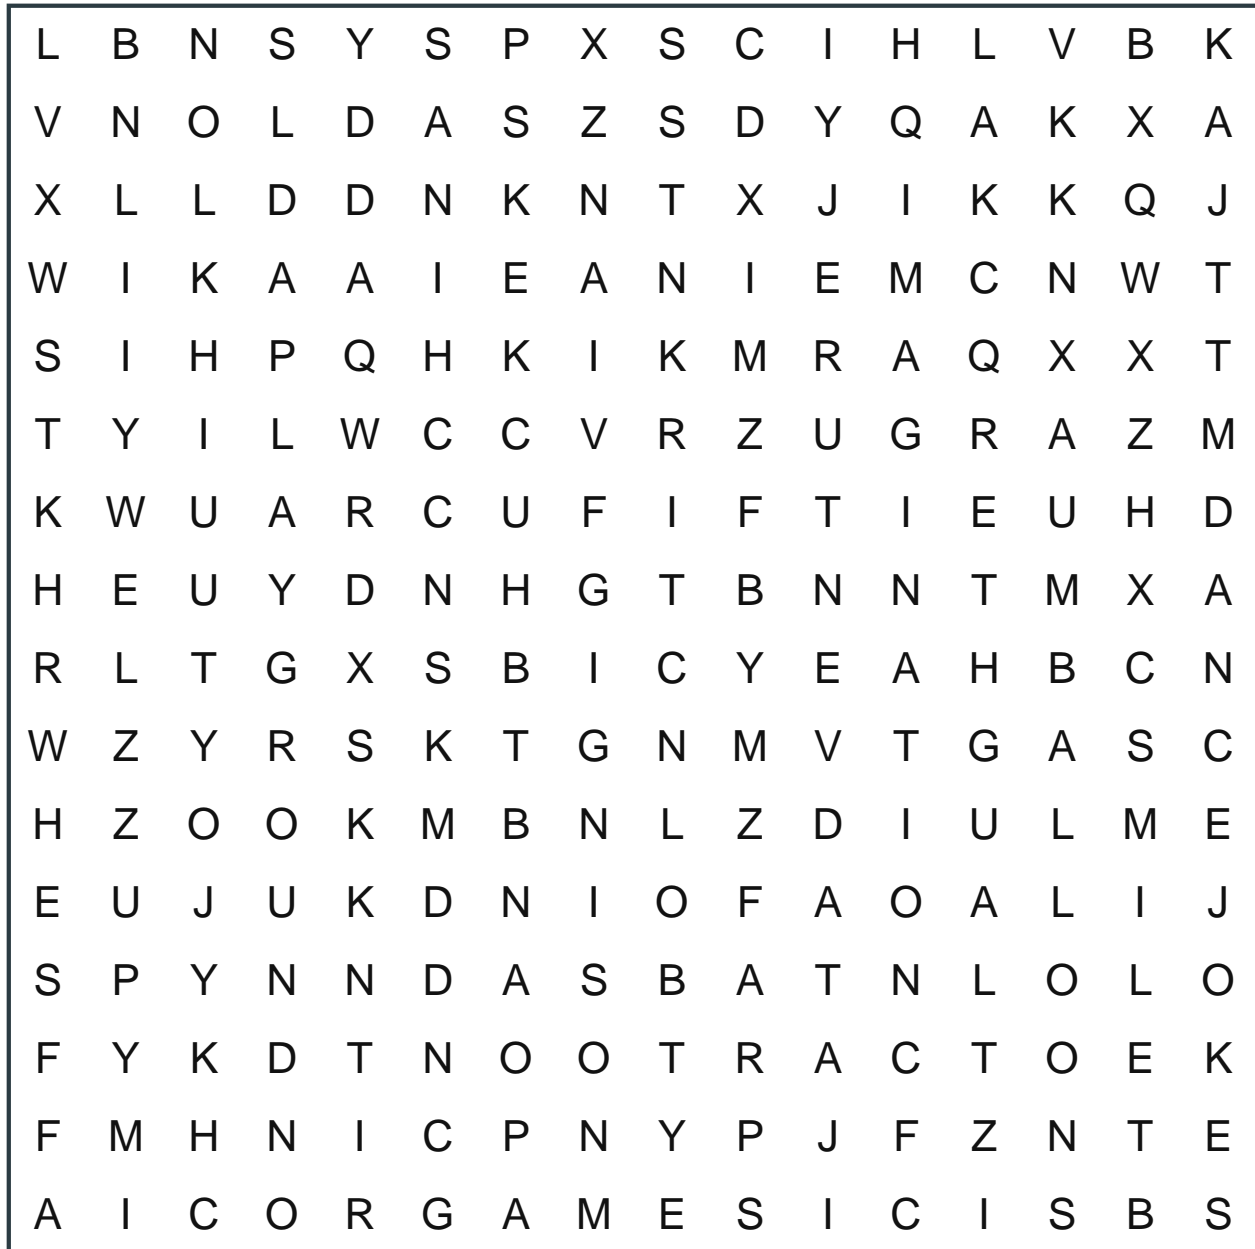 L B N S Y S P X S C I H L V B K
V N O L D A S Z S D Y Q A K X A
X L L D D N K N T X J I K K Q J
W I K A A I E A N I E M C N W T
S I H P Q H K I K M R A Q X X T
T Y I L W C C V R Z U G R A Z M
K W U A R C U F I F T I E U H D
H E U Y D N H G T B N N T M X A
R L T G X S B I C Y E A H B C N
W Z Y R S K T G N M V T G A S C
H Z O O K M B N L Z D I U L M E
E U J U K D N I O F A O A L I J
S P Y N N D A S B A T N L O L O
F Y K D T N O O T R A C T O E K
F M H N I C P N Y P J F Z N T E
A I C O R G A M E S I C I S B S